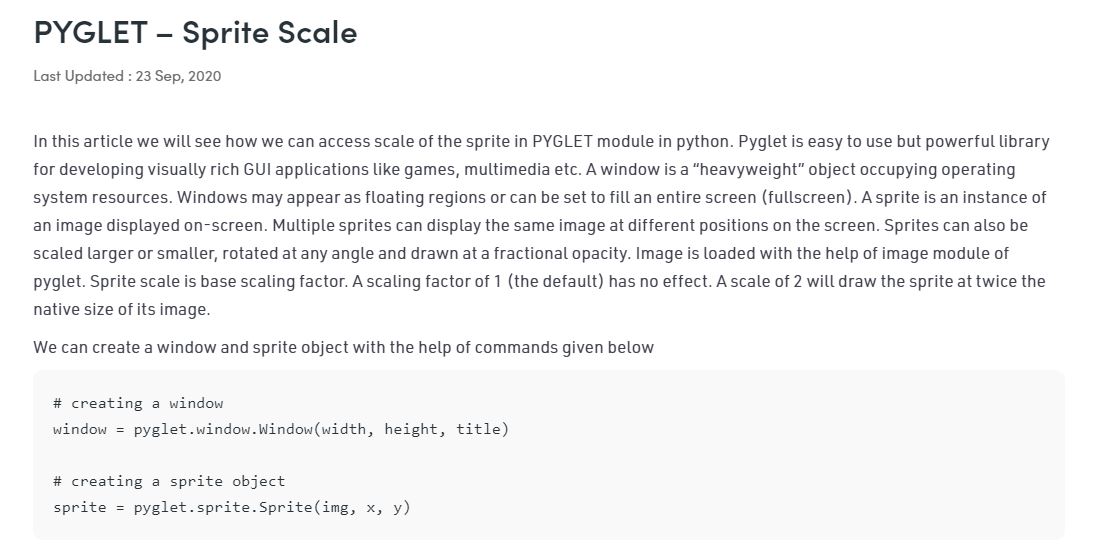 PYGLET – Sprite Scale
Last Updated : 23 Sep, 2020
In this article we will see how we can access scale of the sprite in PYGLET module in python. Pyglet is easy to use but powerful library
for developing visually rich GUI applications like games, multimedia etc. A window is a “heavyweight” object occupying operating
system resources. Windows may appear as floating regions or can be set to fill an entire screen (fullscreen). A sprite is an instance of
an image displayed on-screen. Multiple sprites can display the same image at different positions on the screen. Sprites can also be
scaled larger or smaller, rotated at any angle and drawn at a fractional opacity. Image is loaded with the help of image module of
pyglet. Sprite scale is base scaling factor. A scaling factor of 1 (the default) has no effect. A scale of 2 will draw the sprite at twice the
native size of its image.
We can create a window and sprite object with the help of commands given below
# creating a window
window = pyglet.window.Window(width, height, title)
# creating a sprite object
sprite = pyglet.sprite.Sprite(img, x, y)